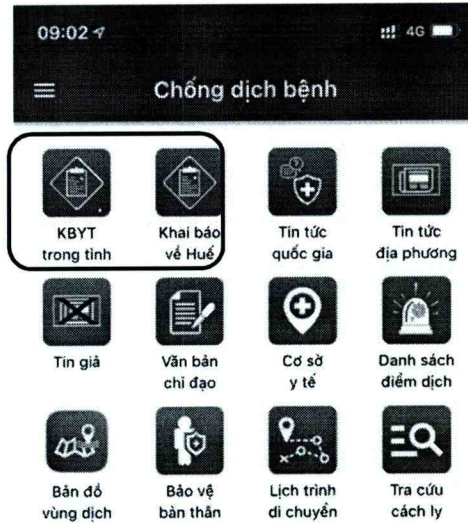 09:02
4G
Chống dịch bệnh
KBYT
trong tỉnh
Khai báo
về Huế
Tin tức
quốc gia
Tin tức
địa phương
Tin giả
Văn bản
chỉ đạo
Cơ sở
y tế
Danh sách
điểm dịch
Bản đồ
vùng dịch
Bảo vệ
bản thân
Lịch trình
di chuyển
Tra cứu
cách ly